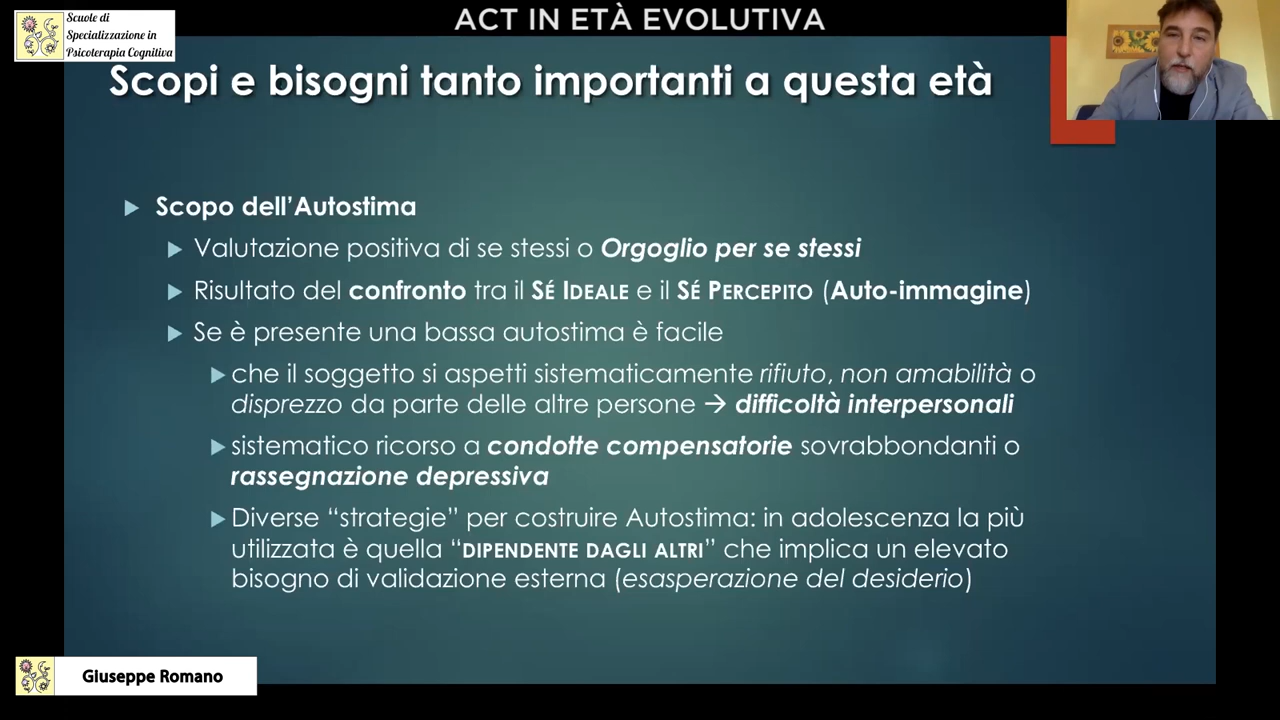 ACT IN ETÀ EVOLUTIVA
Scuole di
Specializzazione in
Psicoterapia Cognitiva
Scopi e bisogni tanto importanti a questa età
Scopo dell’Autostima
Valutazione positiva di se stessi o Orgoglio per se stessi
Risultato del confronto tra il SÉ IDEALE e il SÉ PERCEPITO (Auto-immagine)
Se è presente una bassa autostima è facile
che il soggetto si aspetti sistematicamente rifiuto, non amabilità o
disprezzo da parte delle altre persone → difficoltà interpersonali
sistematico ricorso a condotte compensatorie sovrabbondanti o
rassegnazione depressiva
Diverse “strategie” per costruire Autostima: in adolescenza la più
utilizzata è quella “DIPENDENTE DAGLI ALTRI” che implica un elevato
bisogno di validazione esterna (esasperazione del desiderio)
Giuseppe Romano